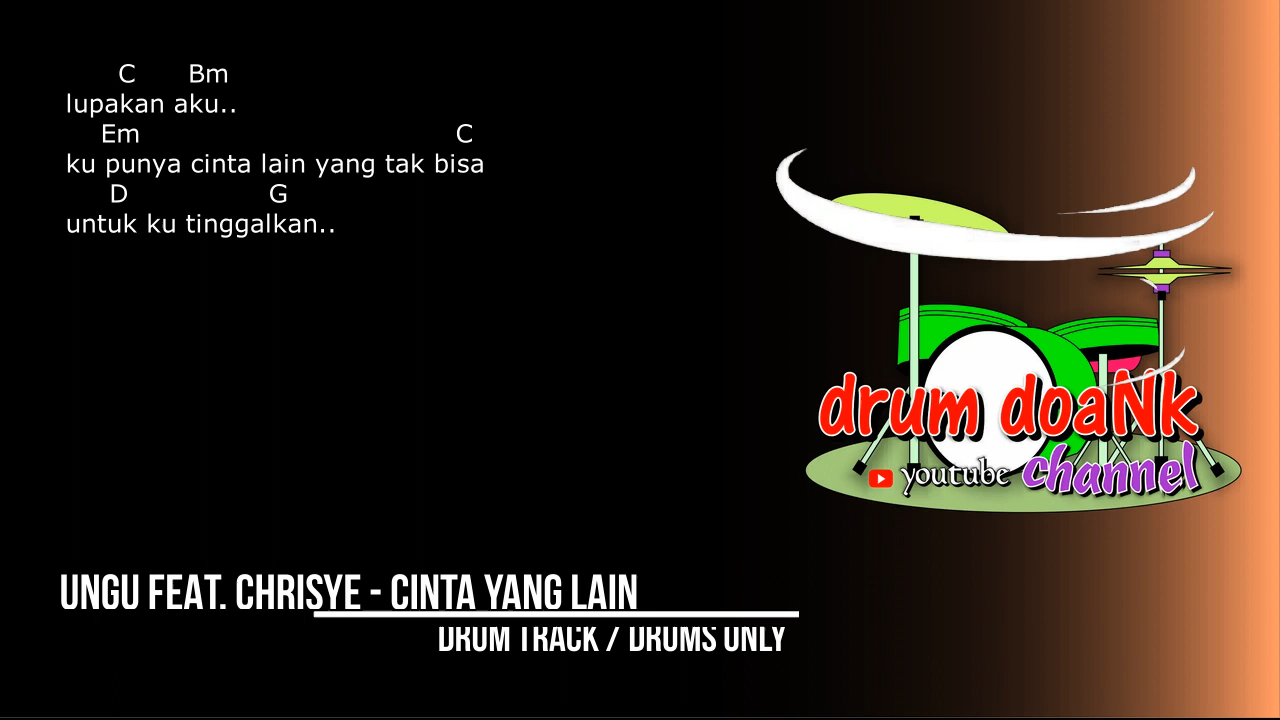 C Bm
lupakan aku..
Em C
ku punya cinta lain yang tak bisa
D G
untuk ku tinggalkan..
drum doaNk
youtube channel
UNGU FEAT. CHRISYE - CINTA YANG LAIN
DRUM TRACK / DRUMS ONLY